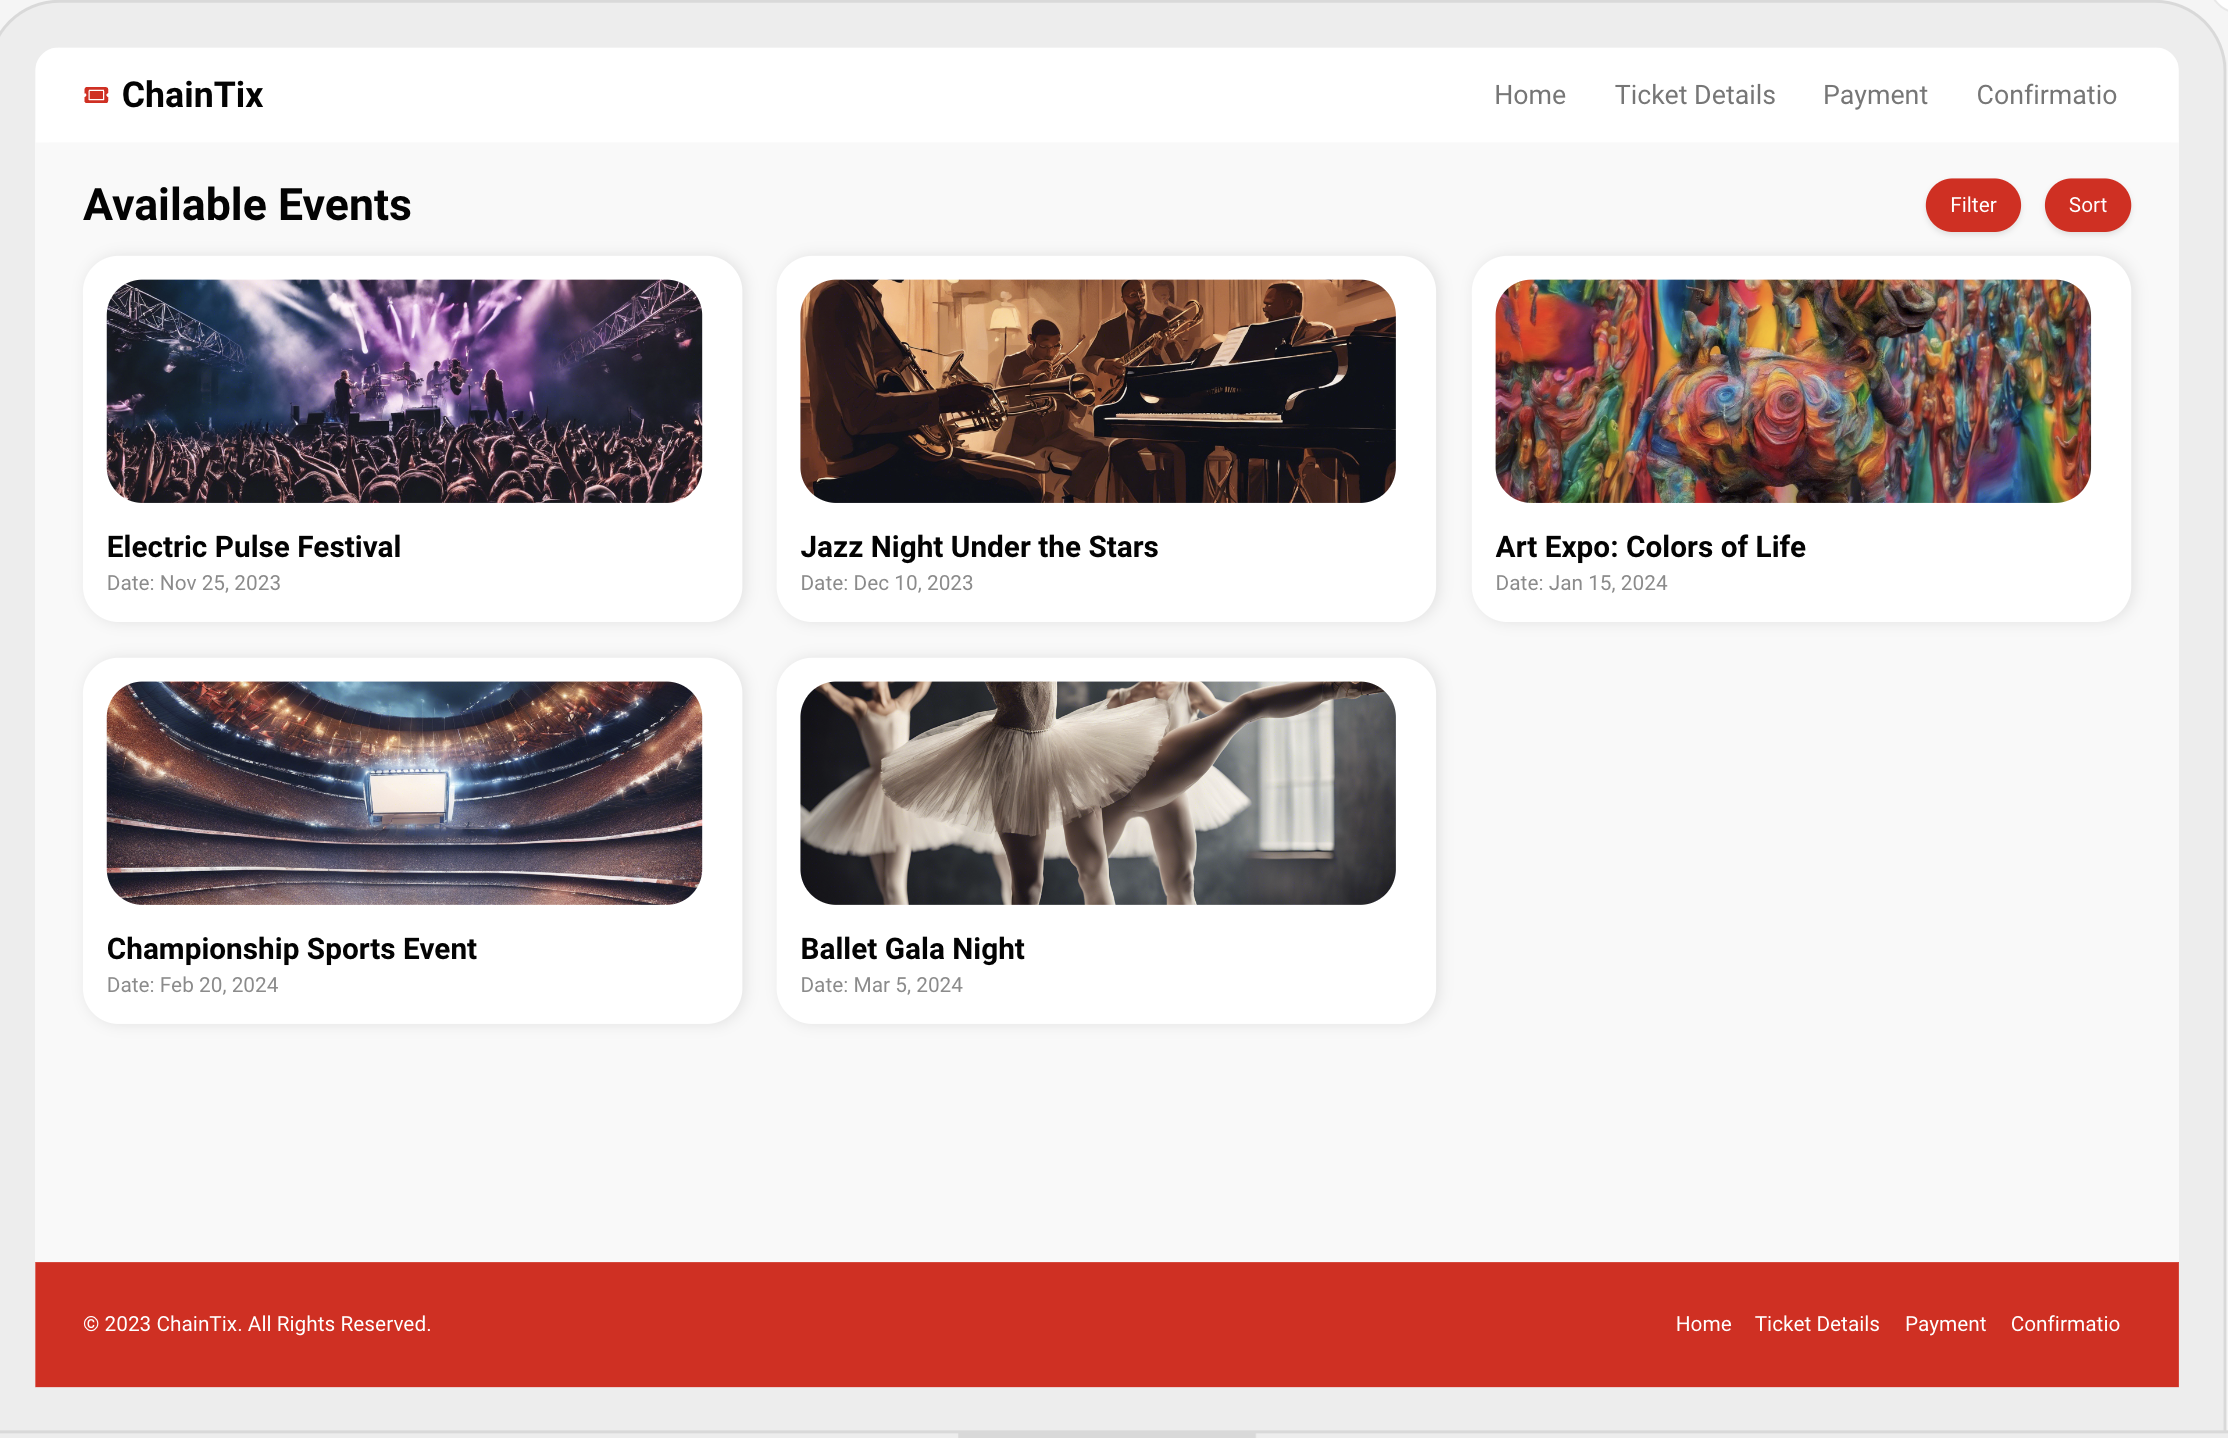 ChainTix
Home Ticket Details Payment Confirmatio
Available Events
Filter Sort
Electric Pulse Festival
Date: Nov 25, 2023
Jazz Night Under the Stars
Date: Dec 10, 2023
Art Expo: Colors of Life
Date: Jan 15, 2024
Championship Sports Event
Date: Feb 20, 2024
Ballet Gala Night
Date: Mar 5, 2024
© 2023 ChainTix. All Rights Reserved.
Home Ticket Details Payment Confirmatio